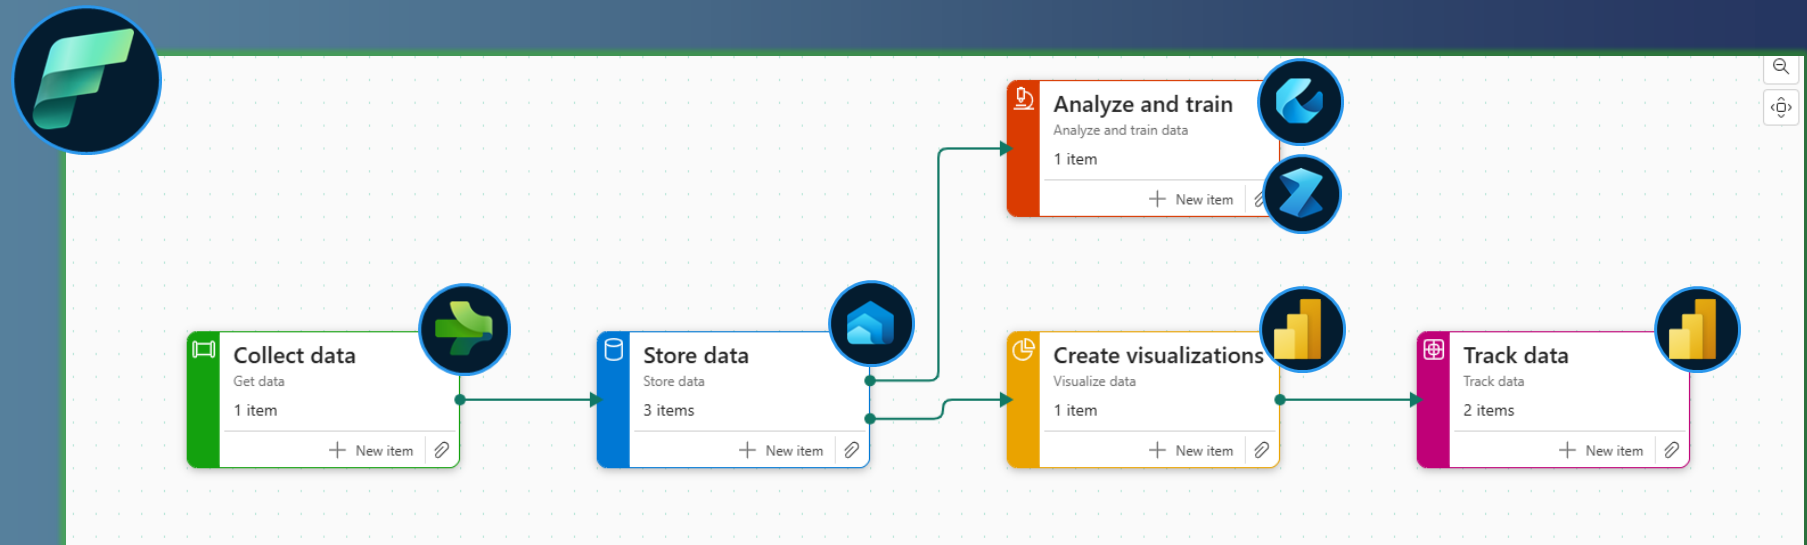 Analyze and train
Analyze and train data
1 item
New item
Collect data
Get data
1 item
New item
Store data
Store data
3 items
New item
Create visualizations
Visualize data
1 item
New item
Track data
Track data
2 items
New item